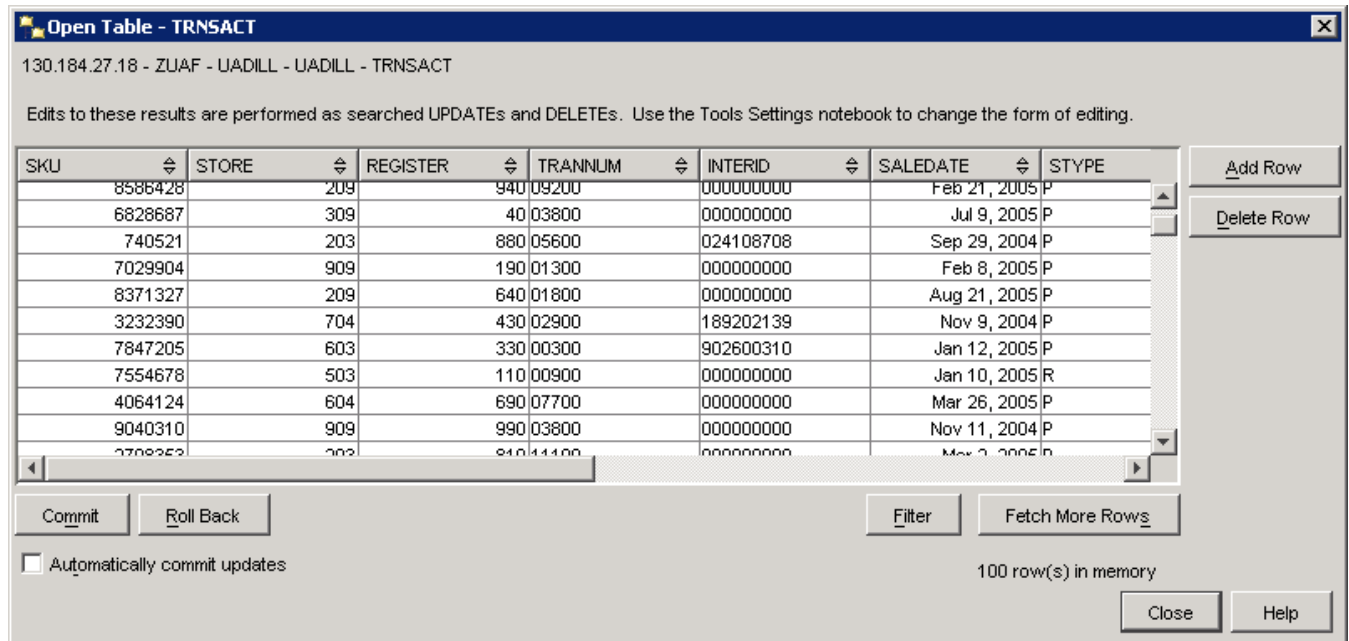 Open Table - TRNSACT
130.184.27.18 - ZUAF - UADILL - UADILL - TRNSACT
Edits to these results are performed as searched UPDATEs and DELETEs. Use the Tools Settings notebook to change the form of editing.
SKU STORE REGISTER TRANNUM INTERID SALEDATE STYPE Add Row
8586428 209 940 09200 000000000 Feb 21, 2005 P
6828687 309 40 03800 000000000 Jul 9, 2005 P Delete Row
740521 203 880 05600 024108708 Sep 29, 2004 P
7029904 909 190 01300 000000000 Feb 8, 2005 P
8371327 209 640 01800 000000000 Aug 21, 2005 P
3232390 704 430 02900 189202139 Nov 9, 2004 P
7847205 603 330 00300 902600310 Jan 12, 2005 P
7554678 503 110 00900 000000000 Jan 10, 2005 R
4064124 604 690 07700 000000000 Mar 26, 2005 P
9040310 909 990 03800 000000000 Nov 11, 2004 P
203 810 11100 000000000
Commit Roll Back Filter Fetch More Rows
Automatically commit updates 100 row(s) in memory
Close Help